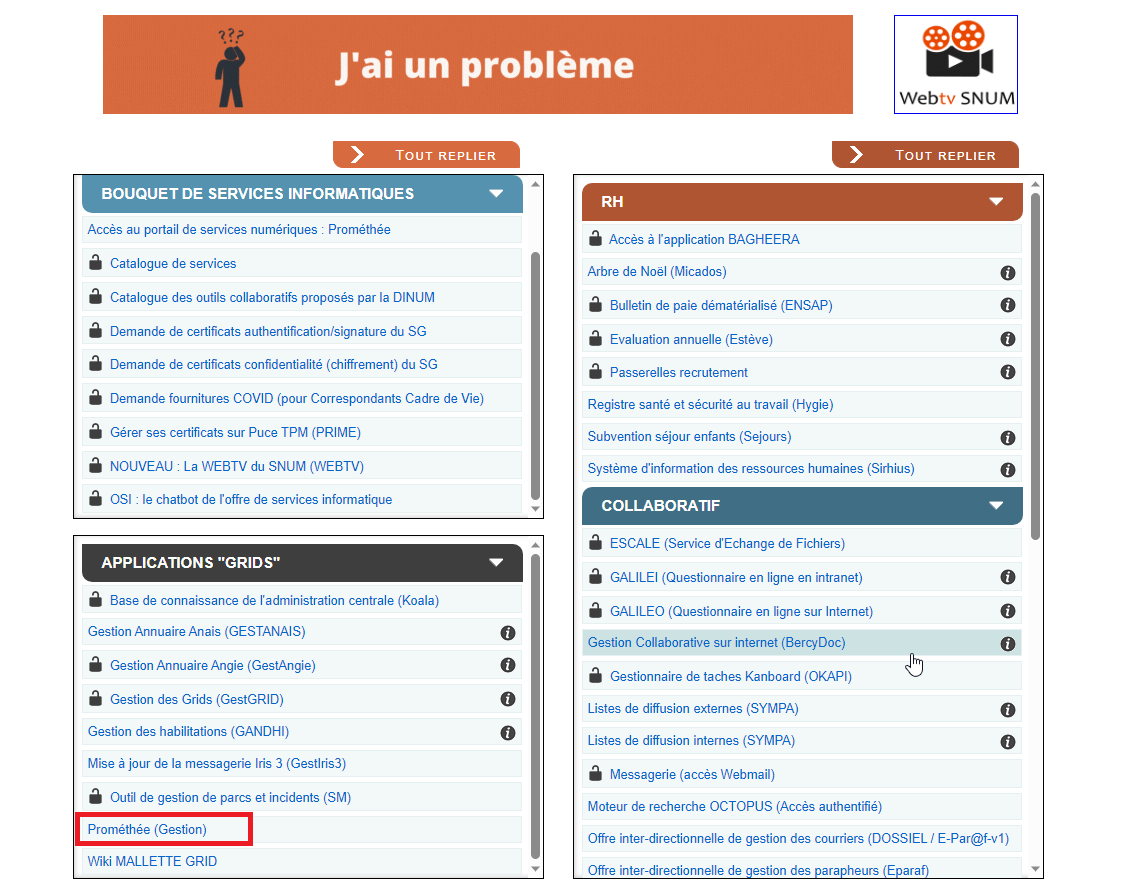 ???
J'ai un problème
Webtv SNUM
TOUT REPLIER
BOUQUET DE SERVICES INFORMATIQUES
Accès au portail de services numériques : Prométhée
Catalogue de services
Catalogue des outils collaboratifs proposés par la DINUM
Demande de certificats authentification/signature du SG
Demande de certificats confidentialité (chiffrement) du SG
Demande fournitures COVID (pour Correspondants Cadre de Vie)
Gérer ses certificats sur Puce TPM (PRIME)
NOUVEAU : La WEBTV du SNUM (WEBTV)
OSI : le chatbot de l'offre de services informatique
APPLICATIONS "GRIDS"
Base de connaissance de l'administration centrale (Koala)
Gestion Annuaire Anais (GESTANAIS)
Gestion Annuaire Angie (GestAngie)
Gestion des Grids (GestGRID)
Gestion des habilitations (GANDHI)
Mise à jour de la messagerie Iris 3 (GestIris3)
Outil de gestion de parcs et incidents (SM)
Prométhée (Gestion)
Wiki MALLETTE GRID
TOUT REPLIER
RH
Accès à l'application BAGHEERA
Arbre de Noël (Micados)
Bulletin de paie dématérialisé (ENSAP)
Evaluation annuelle (Estève)
Passerelles recrutement
Registre santé et sécurité au travail (Hygie)
Subvention séjour enfants (Sejours)
Système d'information des ressources humaines (Sirhius)
COLLABORATIF
ESCALE (Service d'Echange de Fichiers)
GALILEI (Questionnaire en ligne en intranet)
GALILEO (Questionnaire en ligne sur Internet)
Gestion Collaborative sur internet (BercyDoc)
Gestionnaire de taches Kanboard (OKAPI)
Listes de diffusion externes (SYMPA)
Listes de diffusion internes (SYMPA)
Messagerie (accès Webmail)
Moteur de recherche OCTOPUS (Accès authentifié)
Offre inter-directionnelle de gestion des courriers (DOSSIEL / E-Par@f-v1)
Offre inter-directionnelle de gestion des parapheurs (Eparaf)